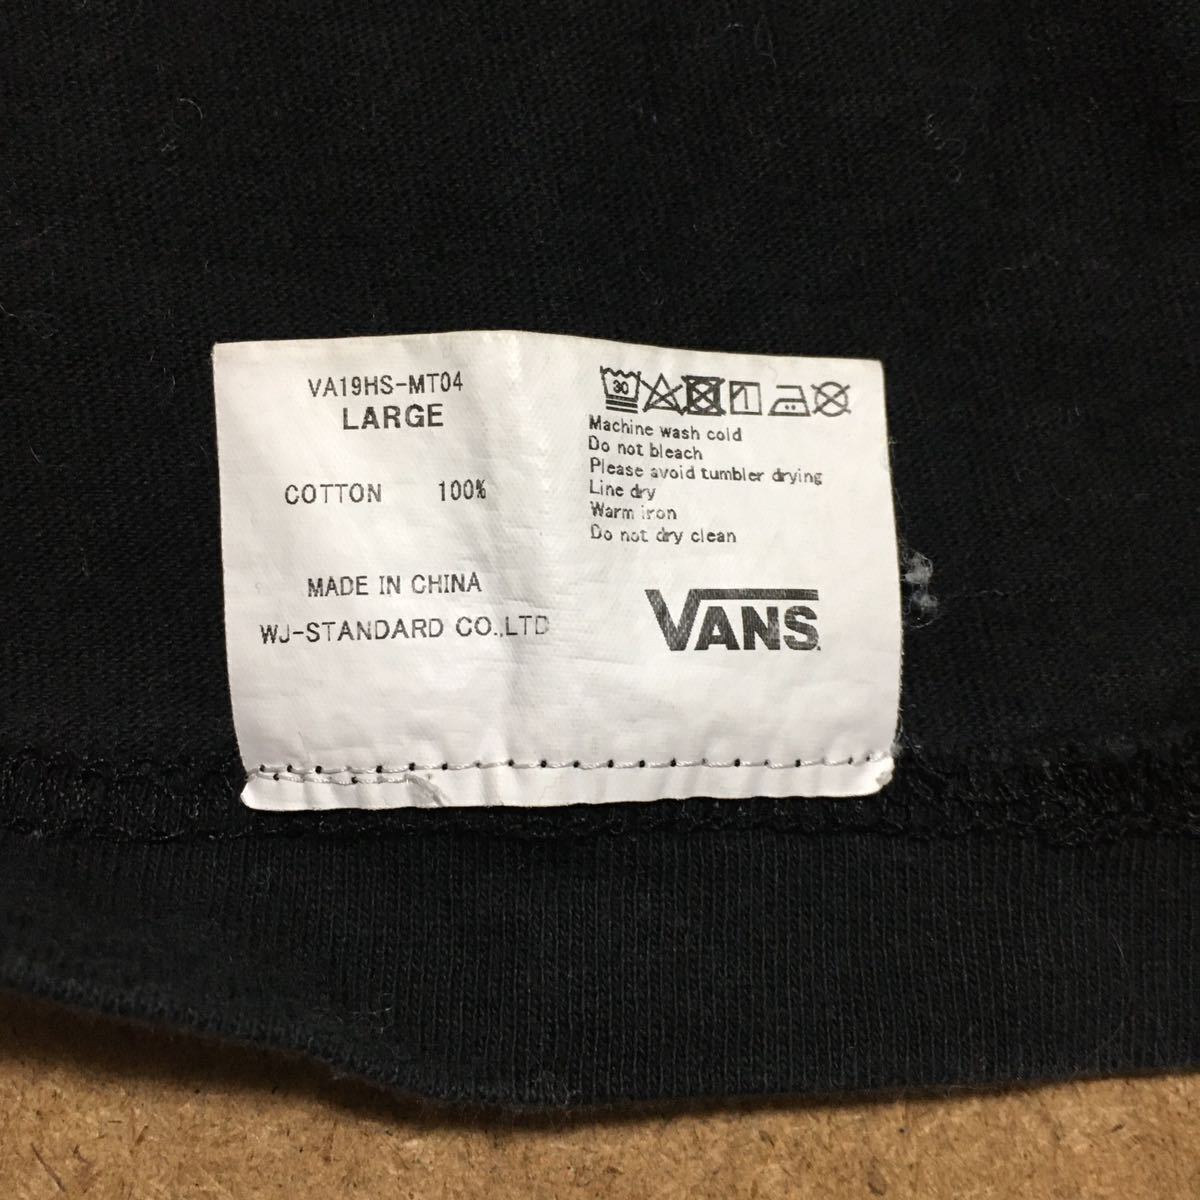 VA19HS-MT04
LARGE
COTTON 100%
MADE IN CHINA
WJ-STANDARD CO.,LTD
30
Machine wash cold
Do not bleach
Please avoid tumbler drying
Line dry
Warm iron
Do not dry clean
VANS